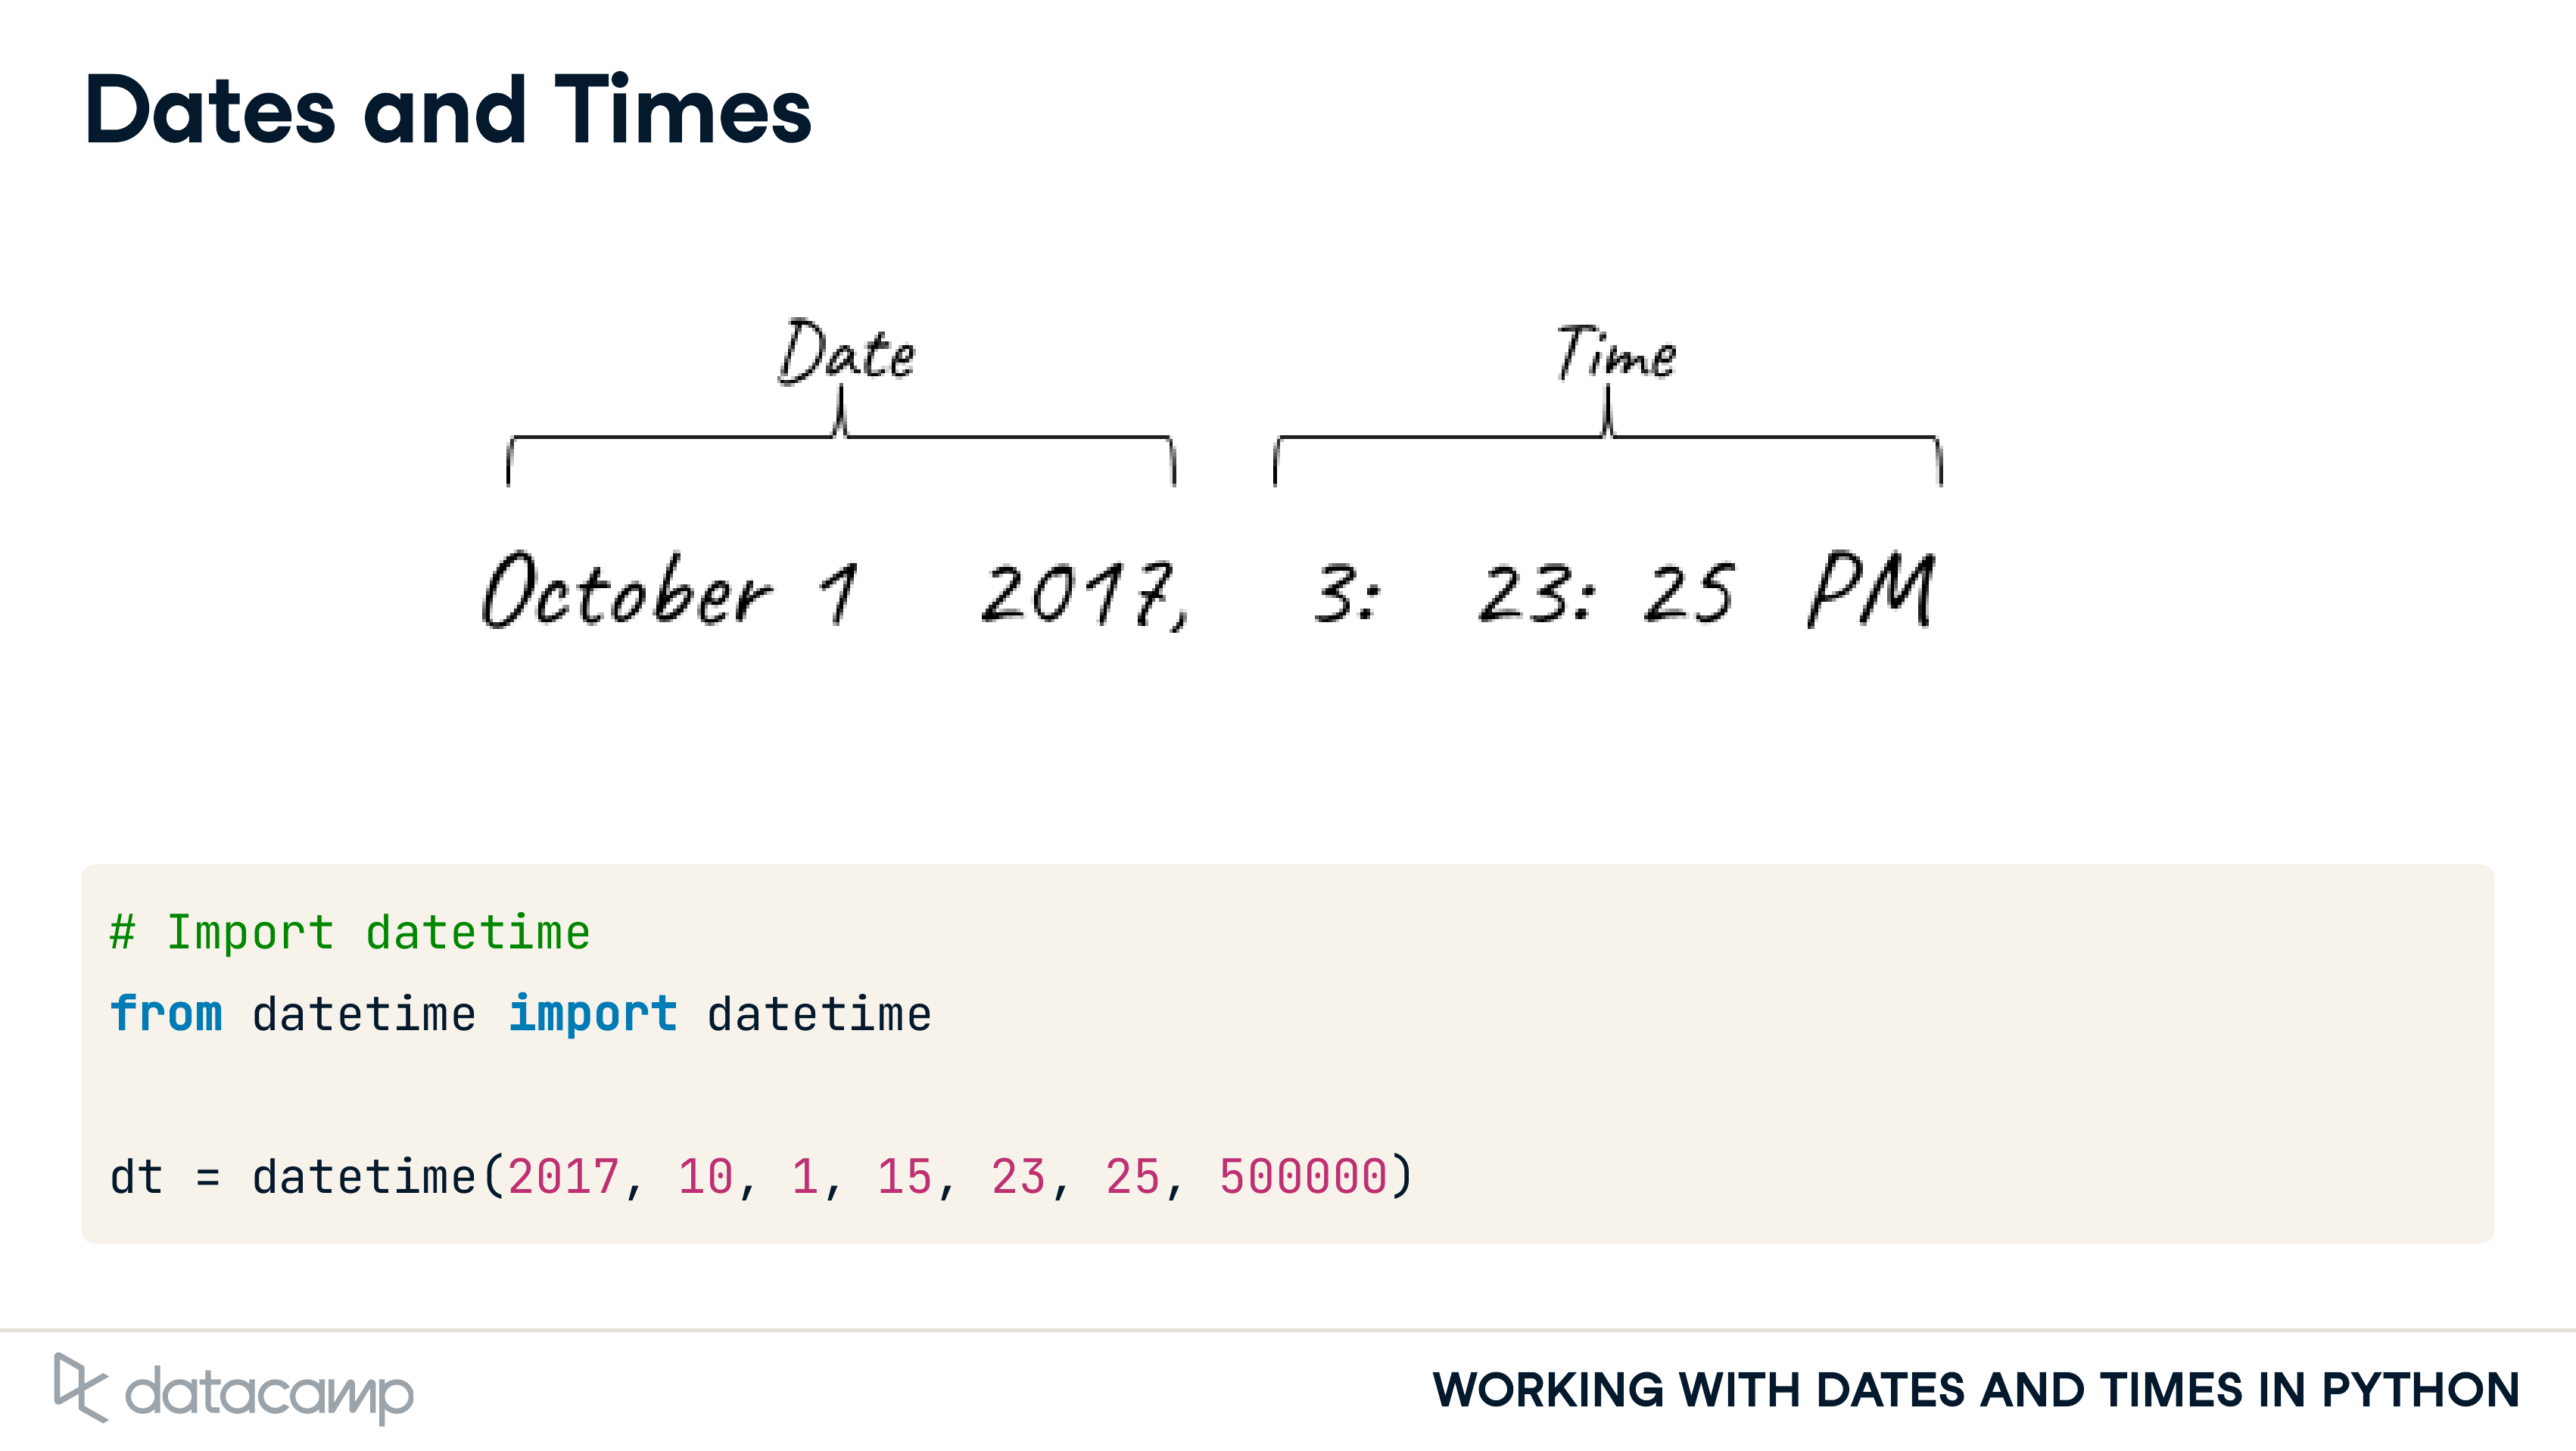 Dates and Times
Date Time
October 1 2017, 3: 23: 25 PM
# Import datetime
from datetime import datetime
dt = datetime(2017, 10, 1, 15, 23, 25, 500000)
datacamp WORKING WITH DATES AND TIMES IN PYTHON